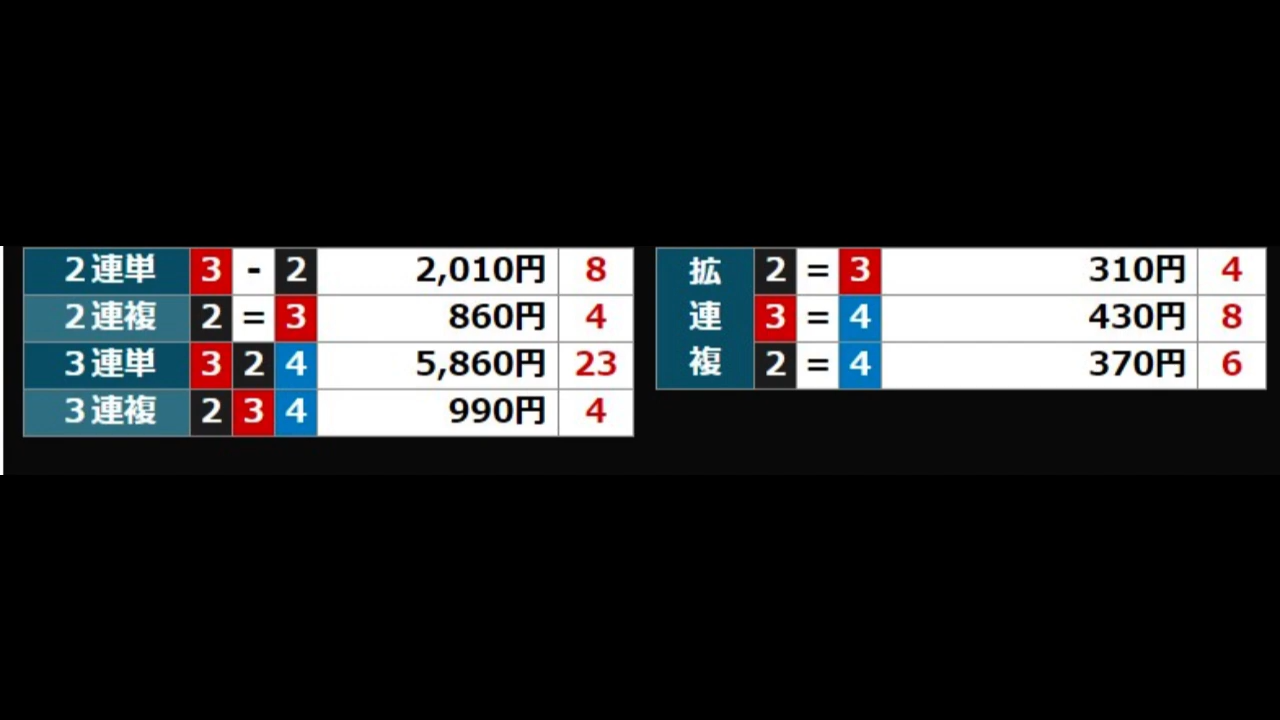 ２連単 3 - 2 2,010円 8
２連複 2 = 3 860円 4
３連単 3 2 4 5,860円 23
３連複 2 3 4 990円 4
拡連複
2 = 3 310円 4
3 = 4 430円 8
2 = 4 370円 6